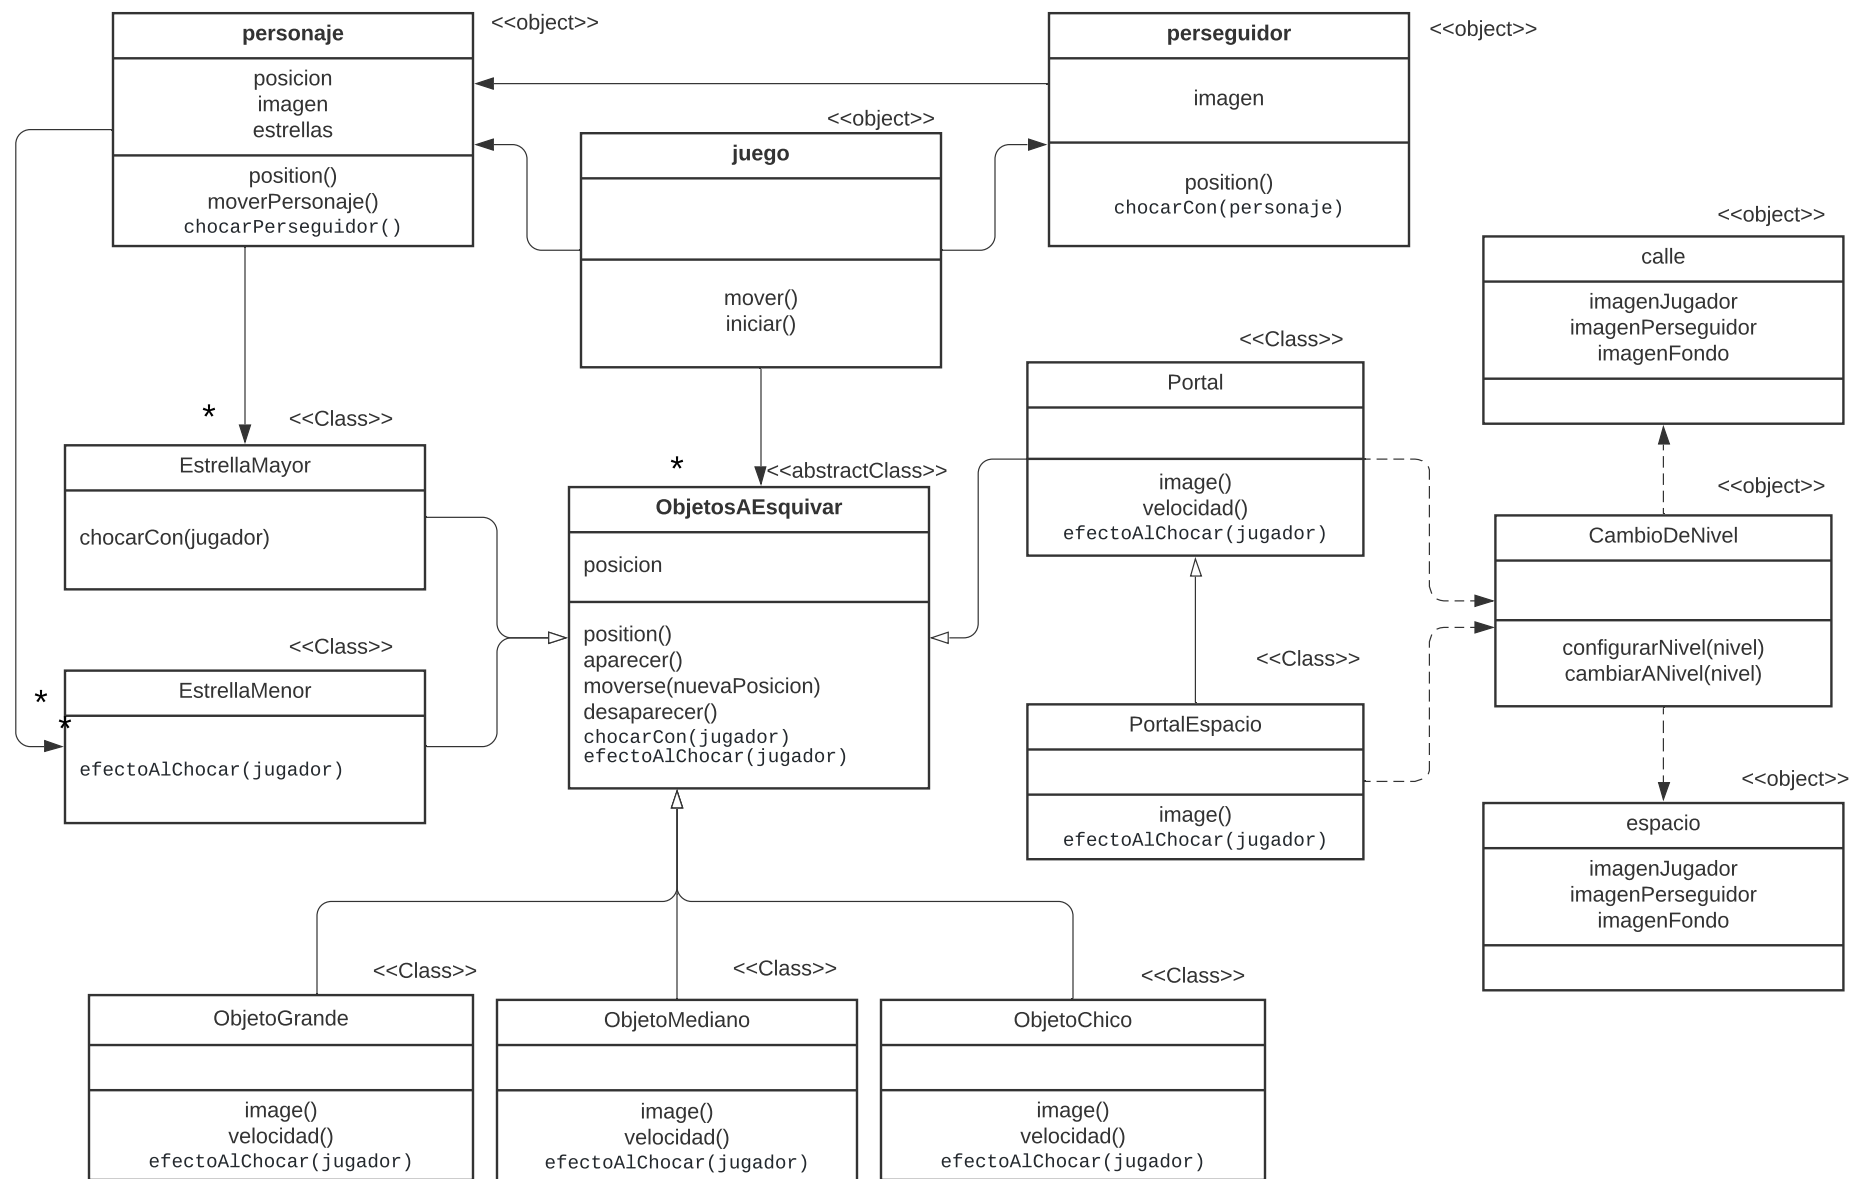 <<object>>
personaje
posicion
imagen
estrellas
position()
moverPersonaje()
chocarPerseguidor()
<<object>>
perseguidor
imagen
position()
chocarCon(personaje)
<<object>>
juego
mover()
iniciar()
<<object>>
calle
imagenJugador
imagenPerseguidor
imagenFondo
<<Class>>
Portal
image()
velocidad()
efectoAlChocar(jugador)
*
<<Class>>
EstrellaMayor
chocarCon(jugador)
*
<<abstractClass>>
ObjetosAEsquivar
posicion
position()
aparecer()
moverse(nuevaPosicion)
desaparecer()
chocarCon(jugador)
efectoAlChocar(jugador)
<<object>>
CambioDeNivel
configurarNivel(nivel)
cambiarANivel(nivel)
<<Class>>
*
*
EstrellaMenor
efectoAlChocar(jugador)
<<Class>>
PortalEspacio
image()
efectoAlChocar(jugador)
<<object>>
espacio
imagenJugador
imagenPerseguidor
imagenFondo
<<Class>>
ObjetoGrande
image()
velocidad()
efectoAlChocar(jugador)
<<Class>>
ObjetoMediano
image()
velocidad()
efectoAlChocar(jugador)
<<Class>>
ObjetoChico
image()
velocidad()
efectoAlChocar(jugador)